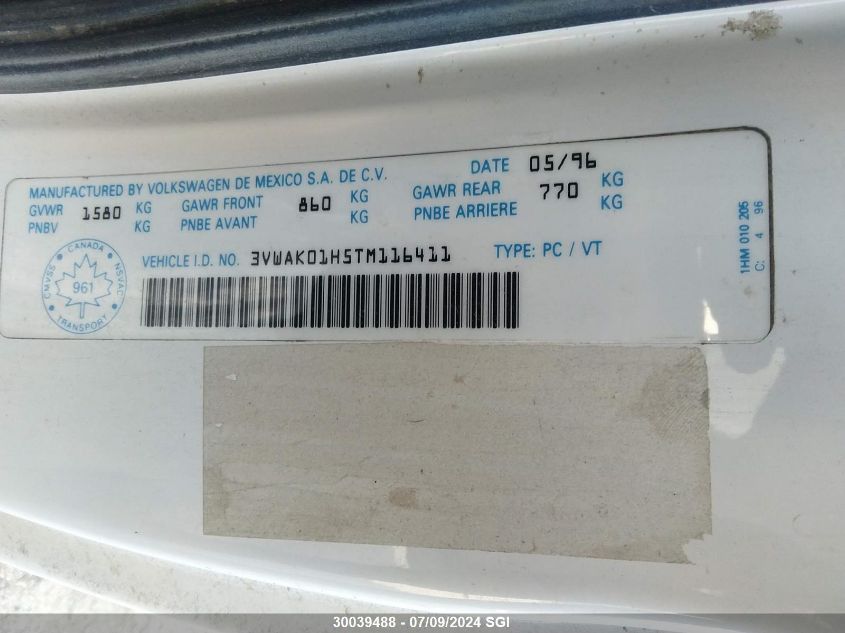 MANUFACTURED BY VOLKSWAGEN DE MEXICO S.A. DE C.V. DATE 05/96
GVWR 1580 KG GAWR FRONT 860 KG GAWR REAR 770 KG
PNBV KG PNBE AVANT KG PNBE ARRIERE KG
VEHICLE I.D. NO. 3VWAK01H5TM116411 TYPE: PC / VT
CANADA
CMVSS NSVAC
961
TRANSPORT
1HM 010 205
C: 4 96
30039488 - 07/09/2024 SGI